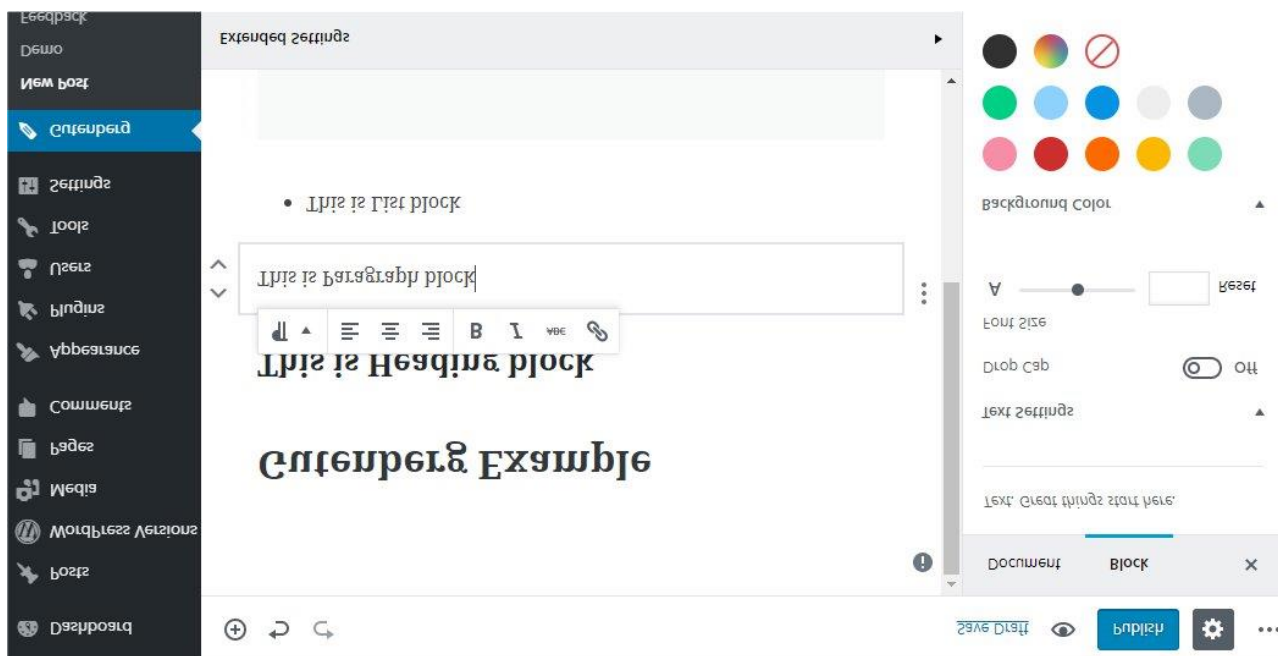 Dashboard
Posts
WordPress Versions
Media
Pages
Comments
Appearance
Plugins
Users
Tools
Settings
Gutenberg
New Post
Demo
Feedback
Save Draft
Publish
Gutenberg Example
This is Heading block
B I ABC
This is Paragraph block
This is List block
Extended Settings
Document Block
Text. Great things start here.
Text Settings
Drop Cap Off
Font Size
A Reset
Background Color